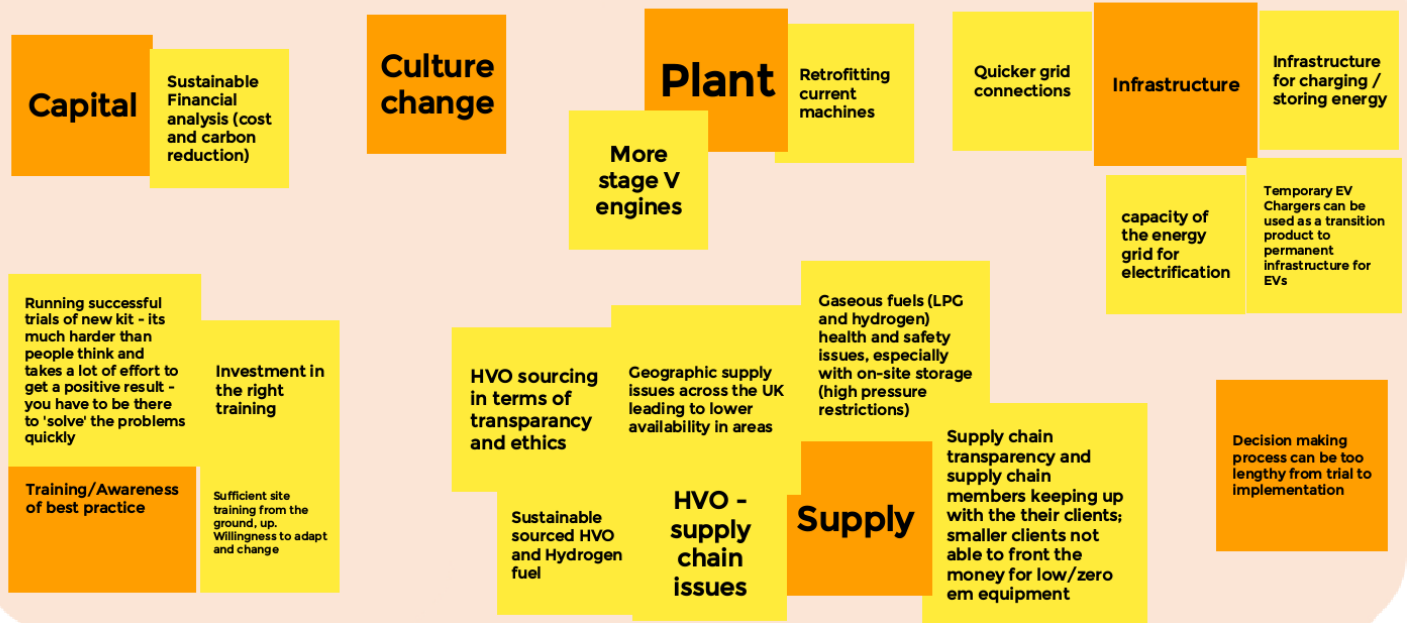 Capital
Sustainable
Financial
analysis (cost
and carbon
reduction)
Culture
change
Plant
Retrofitting
current
machines
More
stage V
engines
Quicker grid
connections
Infrastructure
Infrastructure
for charging /
storing energy
capacity of
the energy
grid for
electrification
Temporary EV
Chargers can be
used as a transition
product to
permanent
infrastructure for
EVs
Running successful
trials of new kit - its
much harder than
people think and
takes a lot of effort to
get a positive result -
you have to be there
to 'solve' the problems
quickly
Investment in
the right
training
Training/Awareness
of best practice
Sufficient site
training from the
ground, up.
Willingness to adapt
and change
HVO sourcing
in terms of
transparancy
and ethics
Geographic supply
issues across the UK
leading to lower
availability in areas
Gaseous fuels (LPG
and hydrogen)
health and safety
issues, especially
with on-site storage
(high pressure
restrictions)
Sustainable
sourced HVO
and Hydrogen
fuel
HVO -
supply
chain
issues
Supply
Supply chain
transparency and
supply chain
members keeping up
with the their clients;
smaller clients not
able to front the
money for low/zero
em equipment
Decision making
process can be too
lengthy from trial to
implementation